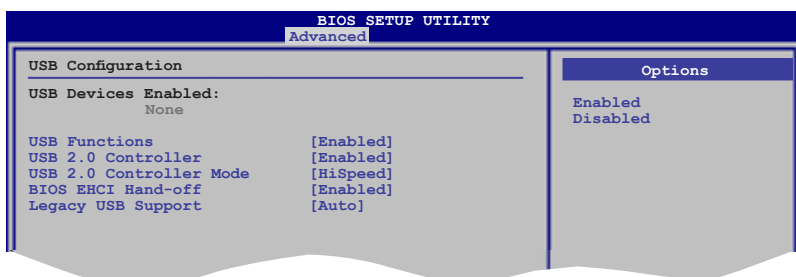 BIOS SETUP UTILITY
Advanced
USB Configuration
USB Devices Enabled:
None
USB Functions [Enabled]
USB 2.0 Controller [Enabled]
USB 2.0 Controller Mode [HiSpeed]
BIOS EHCI Hand-off [Enabled]
Legacy USB Support [Auto]
Options
Enabled
Disabled